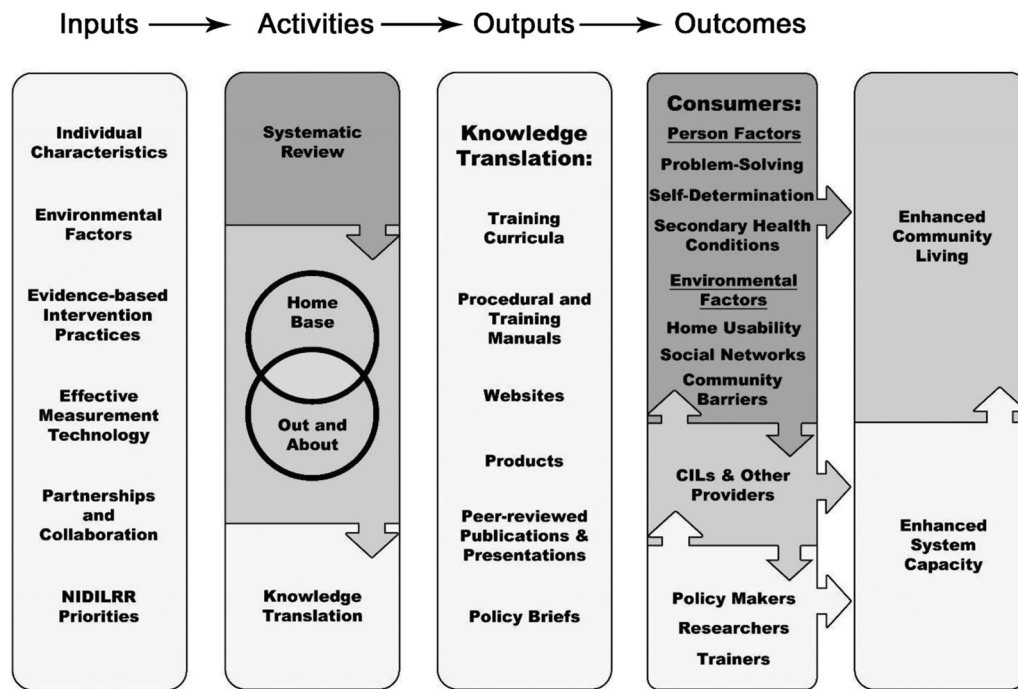 Inputs Activities Outputs Outcomes
Individual
Characteristics
Environmental
Factors
Evidence-based
Intervention
Practices
Effective
Measurement
Technology
Partnerships
and
Collaboration
NIDILRR
Priorities
Systematic
Review
Home
Base
Out and
About
Knowledge
Translation
Knowledge
Translation:
Training
Curricula
Procedural and
Training
Manuals
Websites
Products
Peer-reviewed
Publications &
Presentations
Policy Briefs
Consumers:
Person Factors
Problem-Solving
Self-Determination
Secondary Health
Conditions
Environmental
Factors
Home Usability
Social Networks
Community
Barriers
CILs & Other
Providers
Policy Makers
Researchers
Trainers
Enhanced
Community
Living
Enhanced
System
Capacity